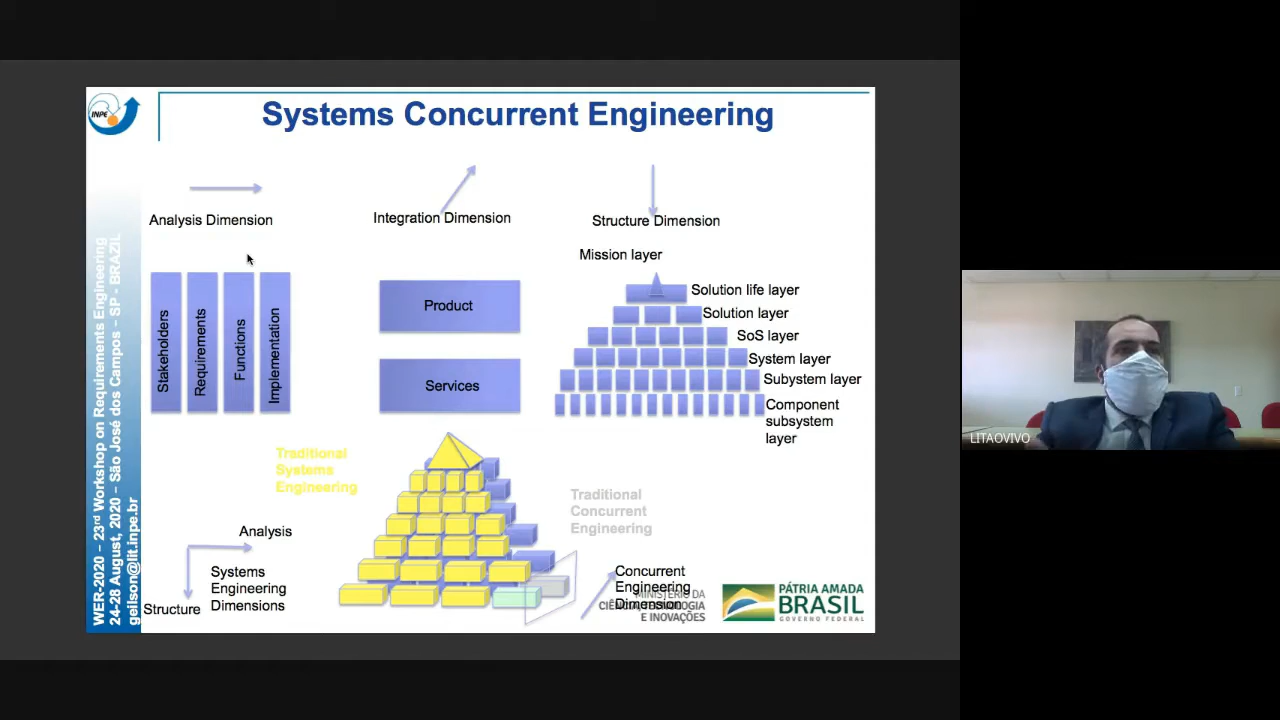 INPE
Systems Concurrent Engineering
Analysis Dimension
Integration Dimension
Structure Dimension
Mission layer
Solution life layer
Solution layer
SoS layer
System layer
Subystem layer
Component
subsystem
layer
Stakeholders
Requirements
Functions
Implementation
Product
Services
Traditional
Systems
Engineering
Traditional
Concurrent
Engineering
Analysis
Systems
Engineering
Dimensions
Structure
Concurrent
Engineering
Dimension
MINISTÉRIO DA
CIÊNCIA, TECNOLOGIA
E INOVAÇÕES
PÁTRIA AMADA
BRASIL
GOVERNO FEDERAL
WER-2020 – 23rd Workshop on Requirements Engineering
24-28 August, 2020 – São José dos Campos – SP - BRAZIL
geilson@lit.inpe.br
LITAOVIVO